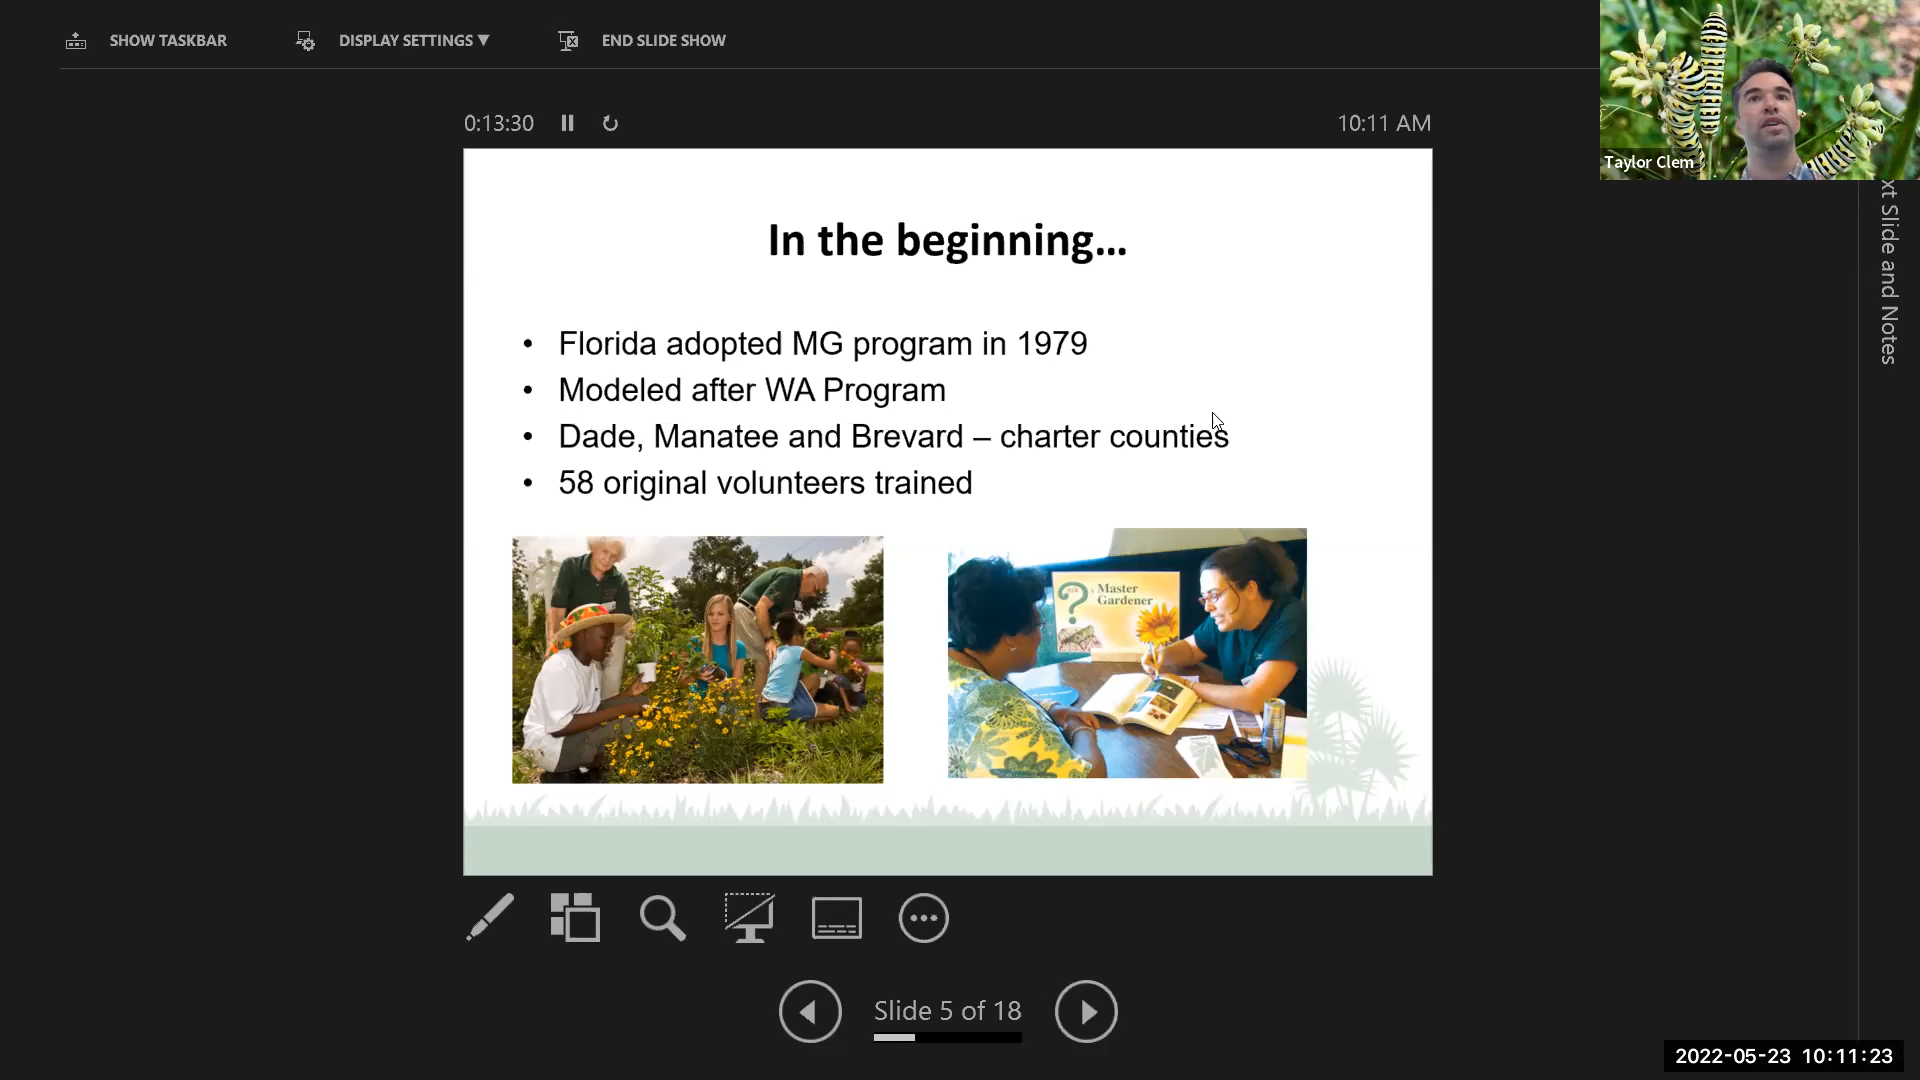 SHOW TASKBAR
DISPLAY SETTINGS ▼
END SLIDE SHOW
Taylor Clem
0:13:30
10:11 AM
In the beginning...
• Florida adopted MG program in 1979
• Modeled after WA Program
• Dade, Manatee and Brevard – charter counties
• 58 original volunteers trained
?
Master
Gardener
xt Slide and Notes
Slide 5 of 18
2022-05-23 10:11:23